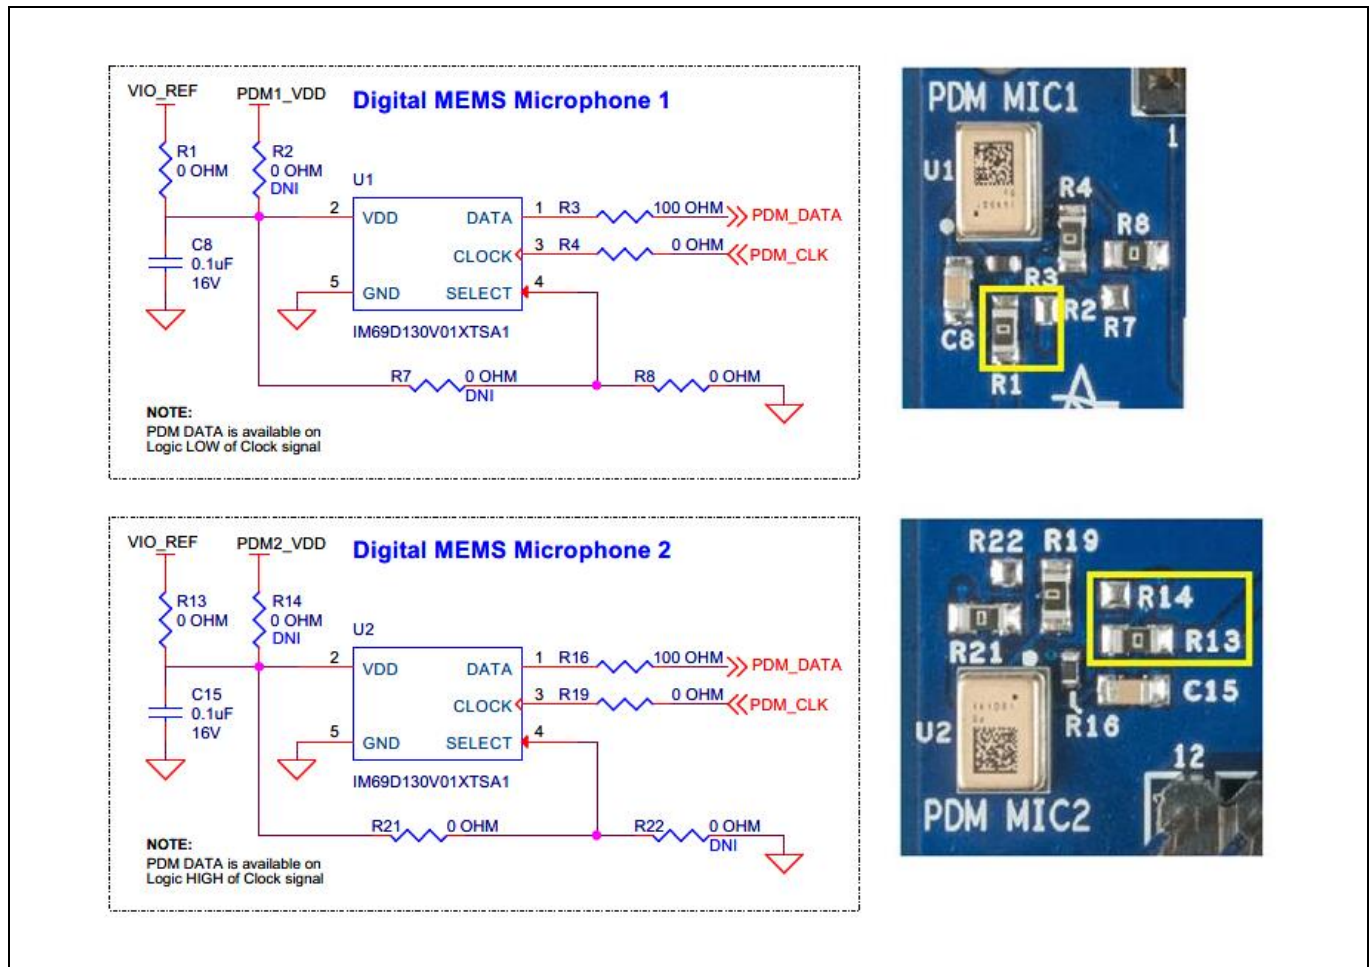 VIO_REF
PDM1_VDD
Digital MEMS Microphone 1
R1
0 OHM
R2
0 OHM
DNI
U1
2
VDD
DATA
1
R3
100 OHM
PDM_DATA
CLOCK
3
R4
0 OHM
PDM_CLK
C8
0.1uF
16V
5
GND
SELECT
4
IM69D130V01XTSA1
R7
0 OHM
DNI
R8
0 OHM
NOTE:
PDM DATA is available on
Logic LOW of Clock signal
PDM MIC1
1
U1
R4
R8
R3
R2
R7
C8
R1
VIO_REF
PDM2_VDD
Digital MEMS Microphone 2
R13
0 OHM
R14
0 OHM
DNI
U2
2
VDD
DATA
1
R16
100 OHM
PDM_DATA
CLOCK
3
R19
0 OHM
PDM_CLK
C15
0.1uF
16V
5
GND
SELECT
4
IM69D130V01XTSA1
R21
0 OHM
R22
0 OHM
DNI
NOTE:
PDM DATA is available on
Logic HIGH of Clock signal
R22
R19
R14
R13
R21
C15
R16
U2
12
PDM MIC2